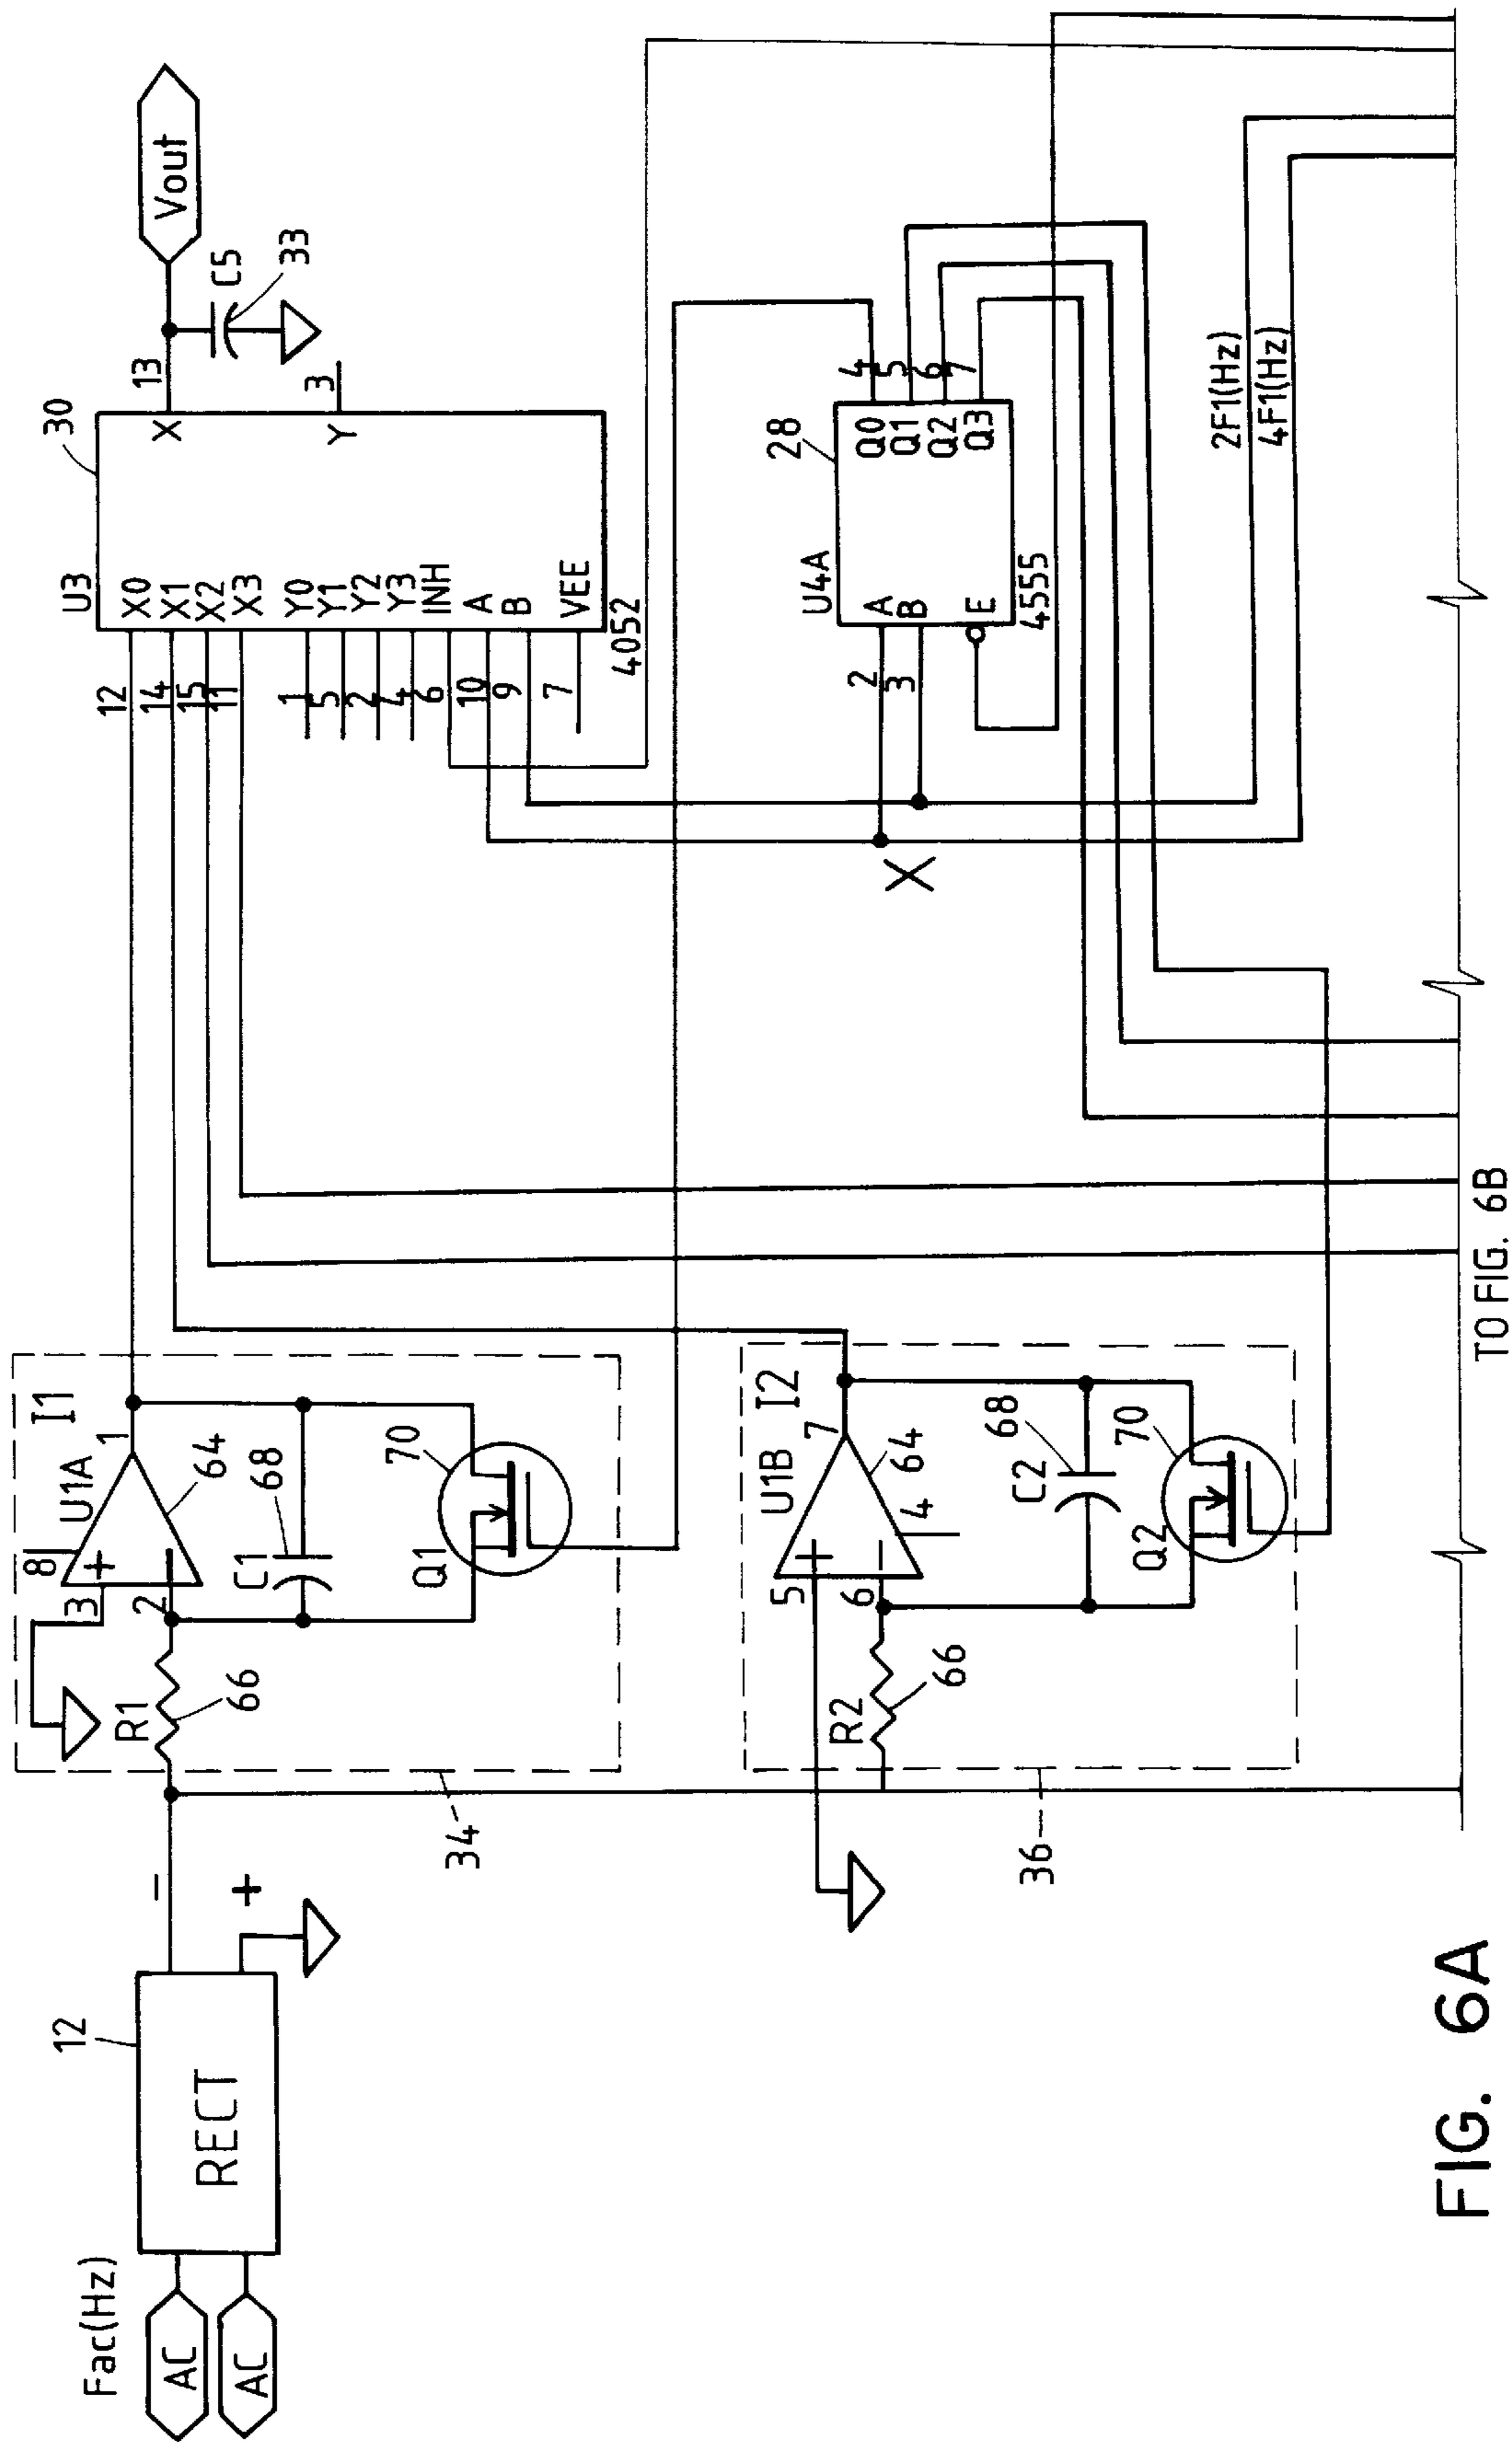 Fac(Hz)
AC
AC
12
RECT
-
+
34
I1
U1A
8
3
+
2
1
64
R1
66
C1
68
Q1
70
36
I2
U1B
5
+
6
-
7
64
4
R2
66
C2
68
Q2
70
30
U3
12 X0
14 X1
15 X2
11 X3
1 Y0
5 Y1
2 Y2
4 Y3
6 INH
10 A
9 B
7 VEE
4052
X 13
Y 3
Vout
C5
33
28
U4A
2 A
3 B
E
4555
Q0 4
Q1 5
Q2 6
Q3 7
X
2F1(Hz)
4F1(Hz)
TO FIG. 6B
FIG. 6A